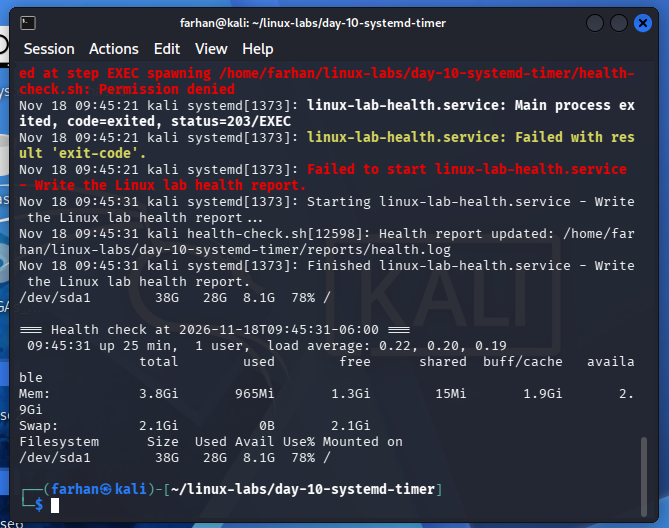 farhan@kali: ~/linux-labs/day-10-systemd-timer
Session Actions Edit View Help
ed at step EXEC spawning /home/farhan/linux-labs/day-10-systemd-timer/health-
check.sh: Permission denied
Nov 18 09:45:21 kali systemd[1373]: linux-lab-health.service: Main process ex
ited, code=exited, status=203/EXEC
Nov 18 09:45:21 kali systemd[1373]: linux-lab-health.service: Failed with res
ult 'exit-code'.
Nov 18 09:45:21 kali systemd[1373]: Failed to start linux-lab-health.service
- Write the Linux lab health report.
Nov 18 09:45:31 kali systemd[1373]: Starting linux-lab-health.service - Write
 the Linux lab health report...
Nov 18 09:45:31 kali health-check.sh[12598]: Health report updated: /home/far
han/linux-labs/day-10-systemd-timer/reports/health.log
Nov 18 09:45:31 kali systemd[1373]: Finished linux-lab-health.service - Write
 the Linux lab health report.
/dev/sda1        38G   28G  8.1G  78% /
=== Health check at 2026-11-18T09:45:31-06:00 ===
 09:45:31 up 25 min,  1 user,  load average: 0.22, 0.20, 0.19
               total        used        free      shared  buff/cache   availa
ble
Mem:           3.8Gi       965Mi       1.3Gi        15Mi       1.9Gi       2.
9Gi
Swap:          2.1Gi          0B       2.1Gi
Filesystem      Size  Used Avail Use% Mounted on
/dev/sda1        38G   28G  8.1G  78% /
┌──(farhan㉿kali)-[~/linux-labs/day-10-systemd-timer]
└─$
KALI